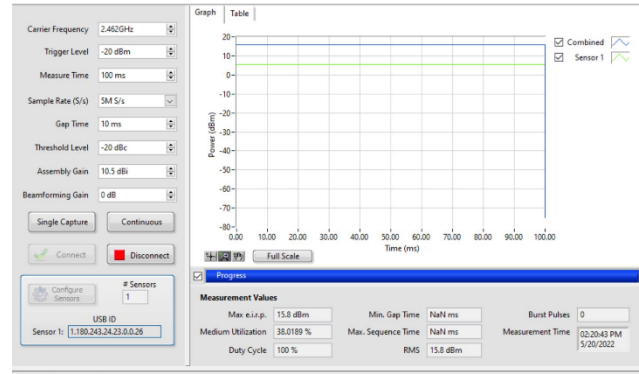 Graph Table
Carrier Frequency 2.462GHz
Trigger Level -20 dBm
Measure Time 100 ms
Sample Rate (S/s) 5M S/s
Gap Time 10 ms
Threshold Level -20 dBc
Assembly Gain 10.5 dBi
Beamforming Gain 0 dB
Single Capture Continuous
Connect Disconnect
Configure Sensors
# Sensors
1
USB ID
Sensor 1: 1.180.243.24.23.0.0.26
Power (dBm)
20
10
0
-10
-20
-30
-40
-50
-60
-70
-80
0.00 10.00 20.00 30.00 40.00 50.00 60.00 70.00 80.00 90.00 100.00
Time (ms)
Combined
Sensor 1
Full Scale
Progress
Measurement Values
Max e.i.r.p. 15.8 dBm Min. Gap Time NaN ms Burst Pulses 0
Medium Utilization 38.0189 % Max. Sequence Time NaN ms Measurement Time 02:20:43 PM
5/20/2022
Duty Cycle 100 % RMS 15.8 dBm